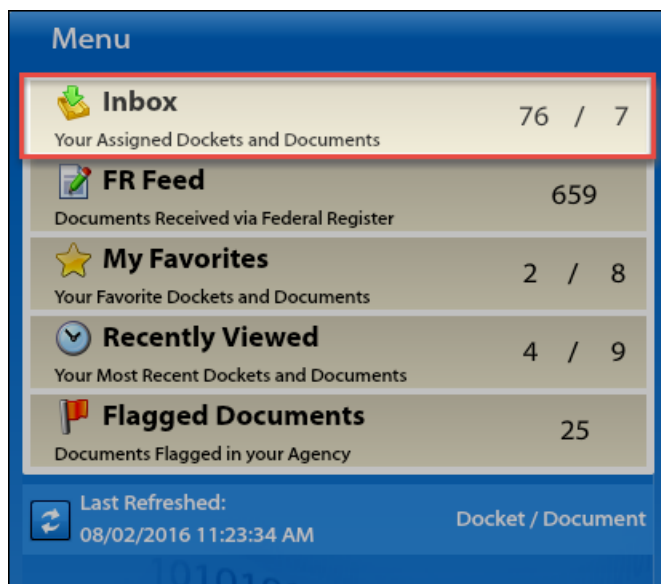 Menu
Inbox 76 / 7
Your Assigned Dockets and Documents
FR Feed 659
Documents Received via Federal Register
My Favorites 2 / 8
Your Favorite Dockets and Documents
Recently Viewed 4 / 9
Your Most Recent Dockets and Documents
Flagged Documents 25
Documents Flagged in your Agency
Last Refreshed:
08/02/2016 11:23:34 AM Docket / Document